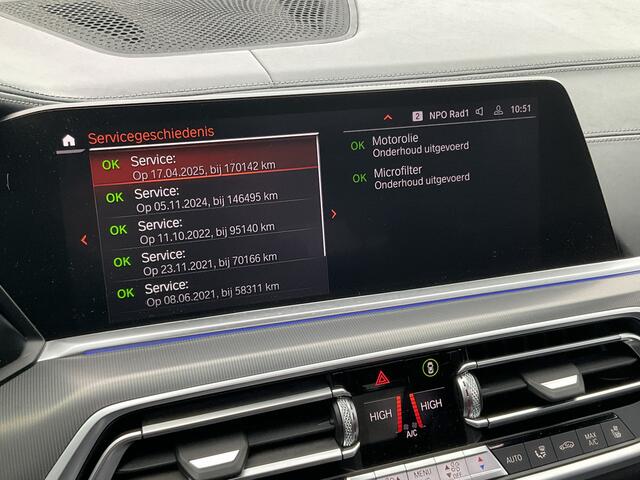 2 NPO Rad1 10:51
Servicegeschiedenis
OK Service:
Op 17.04.2025, bij 170142 km
OK Service:
Op 05.11.2024, bij 146495 km
OK Service:
Op 11.10.2022, bij 95140 km
OK Service:
Op 23.11.2021, bij 70166 km
OK Service:
Op 08.06.2021, bij 58311 km
OK Motorolie
Onderhoud uitgevoerd
OK Microfilter
Onderhoud uitgevoerd
HIGH HIGH
A/C
MENU OFF AUTO MAX
A/C